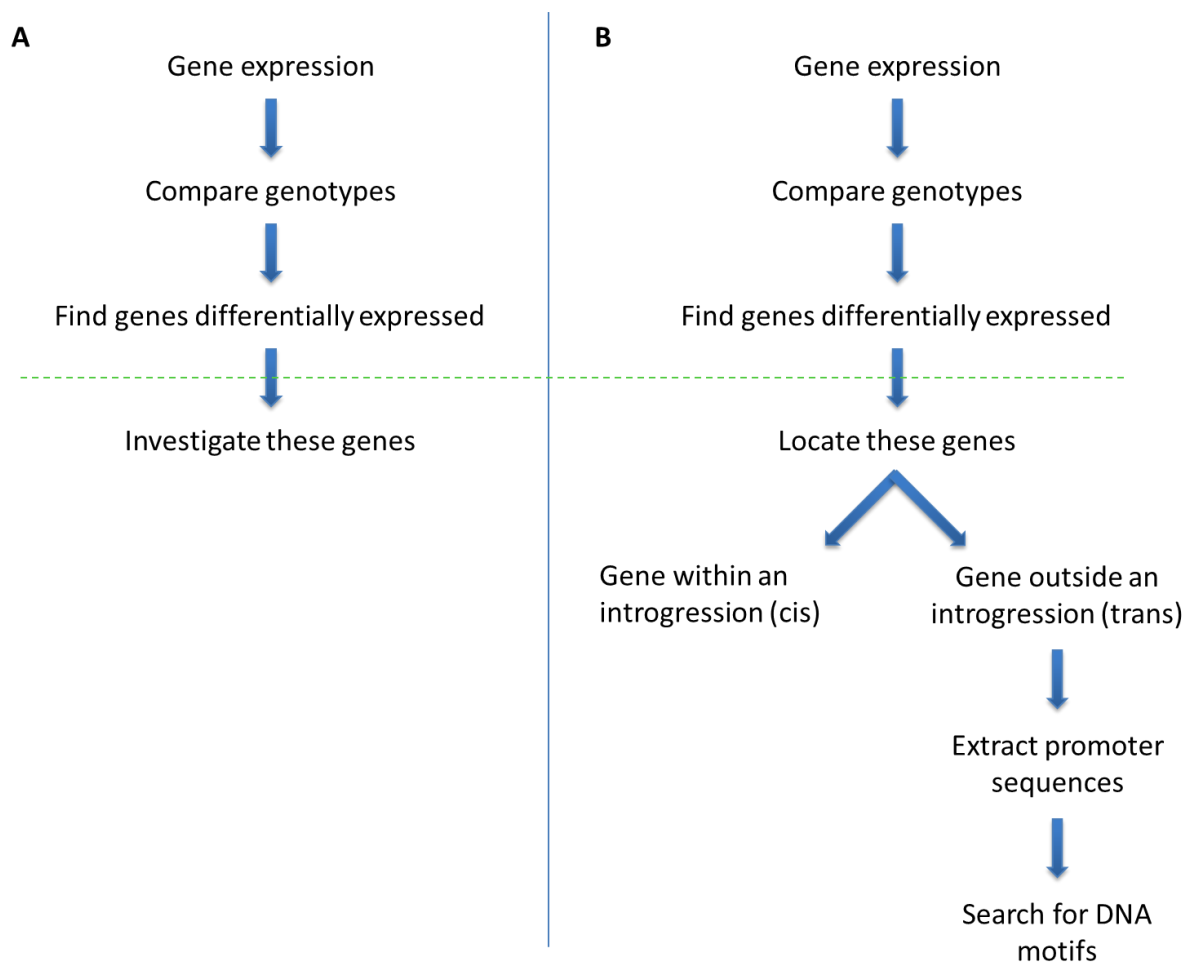 A
Gene expression
Compare genotypes
Find genes differentially expressed
Investigate these genes
B
Gene expression
Compare genotypes
Find genes differentially expressed
Locate these genes
Gene within an
introgression (cis)
Gene outside an
introgression (trans)
Extract promoter
sequences
Search for DNA
motifs